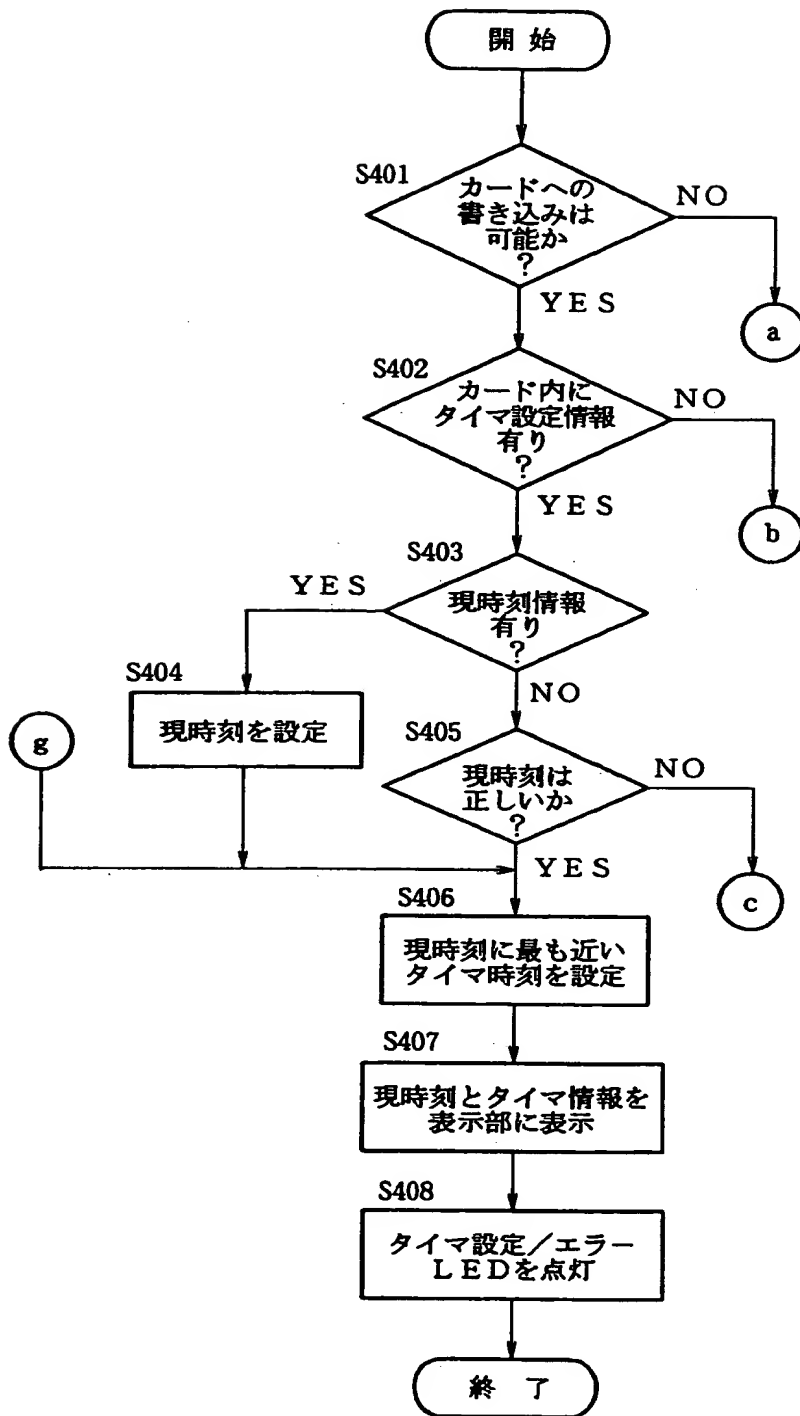 開始
S401
カードへの
書き込みは
可能か
?
NO
YES
a
S402
カード内に
タイマ設定情報
有り
?
NO
YES
b
S403
YES
現時刻情報
有り
?
S404
NO
現時刻を設定
g
S405
現時刻は
正しいか
?
NO
YES
c
S406
現時刻に最も近い
タイマ時刻を設定
S407
現時刻とタイマ情報を
表示部に表示
S408
タイマ設定/エラー
LEDを点灯
終了